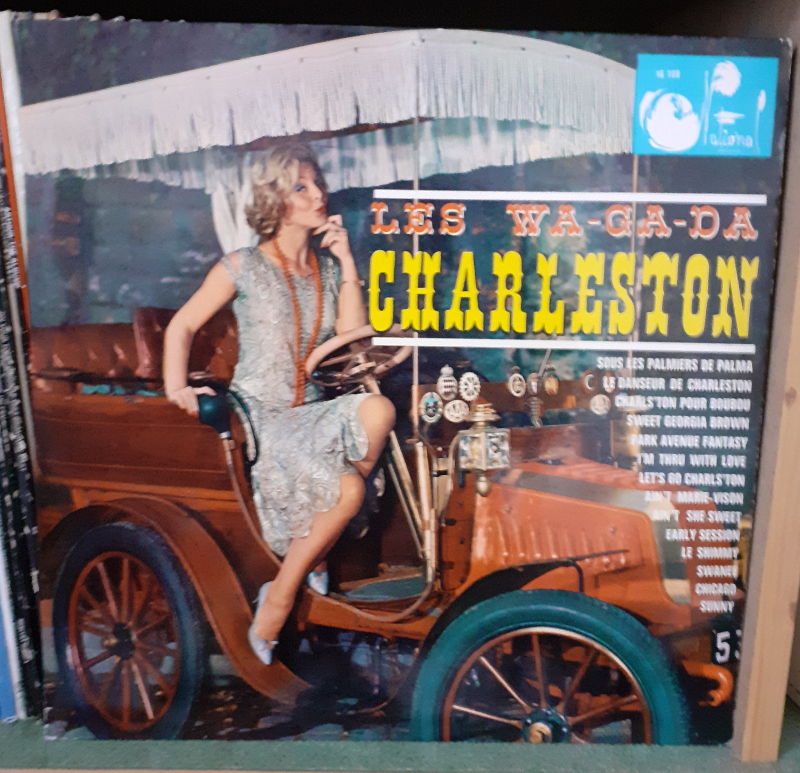 LES WA-GA-DA
CHARLESTON
SOUS LES PALMIERS DE PALMA
LE DANSEUR DE CHARLESTON
CHARLS'TON POUR BOUBOU
SWEET GEORGIA BROWN
PARK AVENUE FANTASY
I'M THRU WITH LOVE
LET'S GO CHARLS'TON
AIN'T MARIE-VISON
AIN'T SHE SWEET
EARLY SESSION
LE SHIMMY
SWANEE
CHICAGO
SUNNY